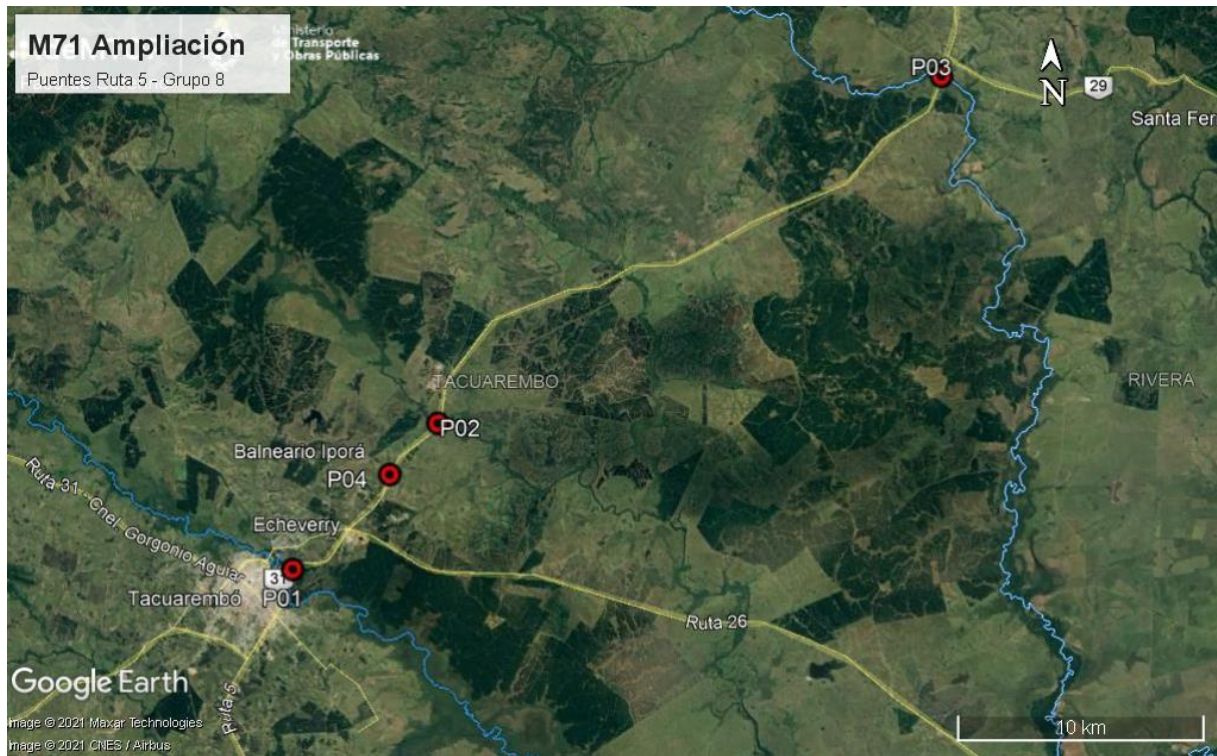 M71 Ampliación
Puentes Ruta 5 - Grupo 8
Ministerio
de Transporte
y Obras Públicas
P03
N
29
Santa Fer
TACUAREMBO
RIVERA
P02
Balneario Iporá
P04
Ruta 31 - Cnel. Gorgonio Aguiar
Echeverry
31
Tacuarembó
P01
Ruta 26
Ruta 5
Google Earth
Image © 2021 Maxar Technologies
Image © 2021 CNES / Airbus
10 km